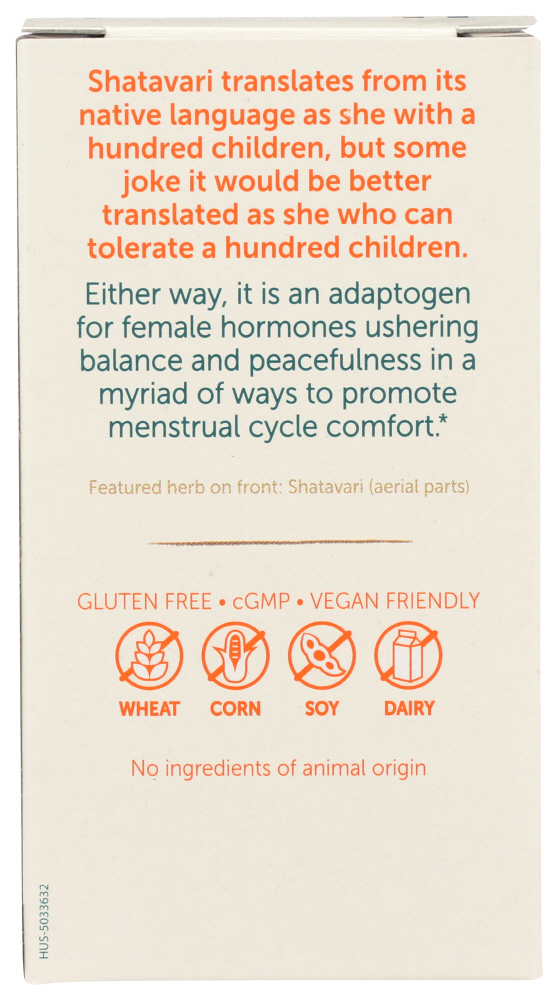 Shatavari translates from its
native language as she with a
hundred children, but some
joke it would be better
translated as she who can
tolerate a hundred children.
Either way, it is an adaptogen
for female hormones ushering
balance and peacefulness in a
myriad of ways to promote
menstrual cycle comfort.*
Featured herb on front: Shatavari (aerial parts)
GLUTEN FREE • cGMP • VEGAN FRIENDLY
WHEAT CORN SOY DAIRY
No ingredients of animal origin
HUS-5033632